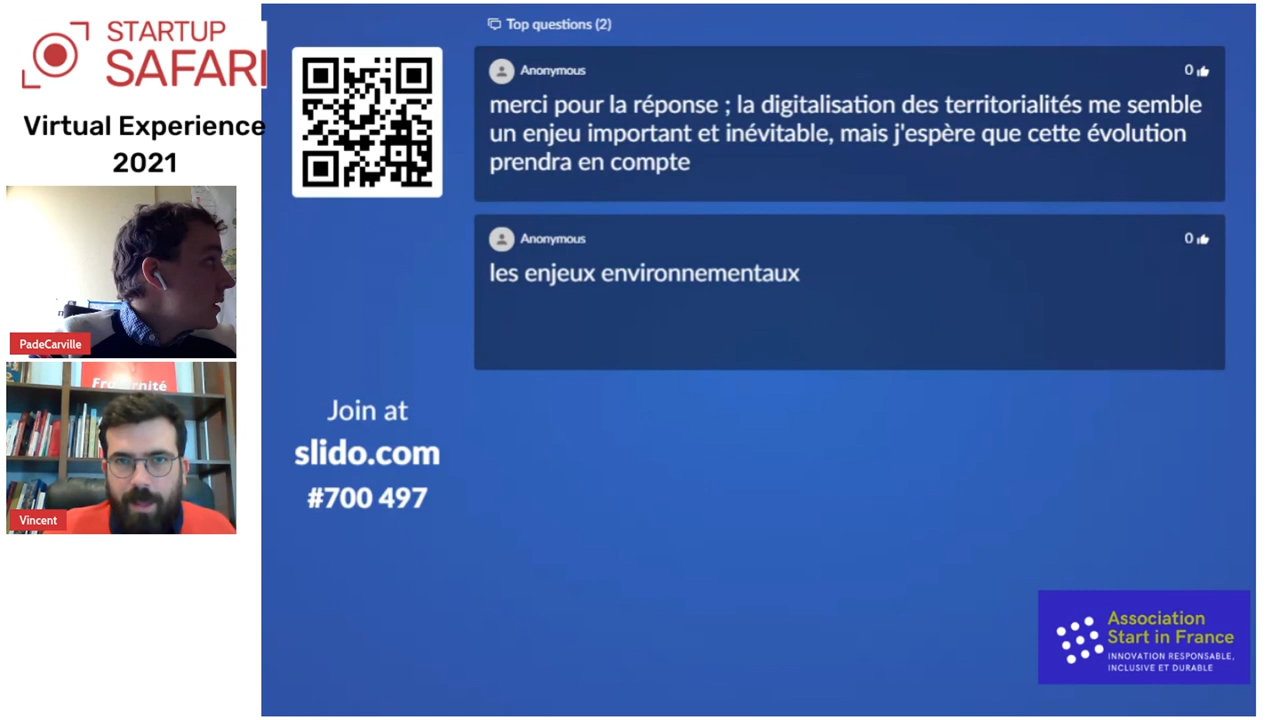 STARTUP
SAFARI
Virtual Experience
2021
PadeCarville
Vincent
Top questions (2)
Anonymous
0
merci pour la réponse ; la digitalisation des territorialités me semble
un enjeu important et inévitable, mais j'espère que cette évolution
prendra en compte
Anonymous
0
les enjeux environnementaux
Join at
slido.com
#700 497
Association
Start in France
INNOVATION RESPONSABLE,
INCLUSIVE ET DURABLE